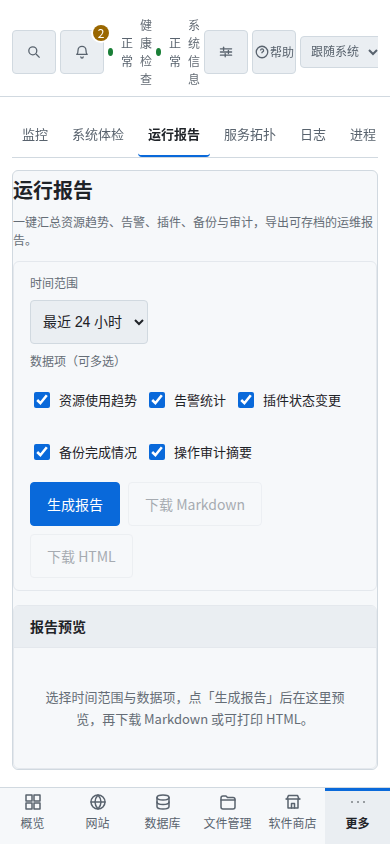 2
正常
健康检查
正常
系统信息
帮助
跟随系统
监控 系统体检 运行报告 服务拓扑 日志 进程
运行报告
一键汇总资源趋势、告警、插件、备份与审计，导出可存档的运维报
告。
时间范围
最近 24 小时
数据项（可多选）
资源使用趋势 告警统计 插件状态变更
备份完成情况 操作审计摘要
生成报告 下载 Markdown
下载 HTML
报告预览
选择时间范围与数据项，点「生成报告」后在这里预
览，再下载 Markdown 或可打印 HTML。
概览 网站 数据库 文件管理 软件商店 更多